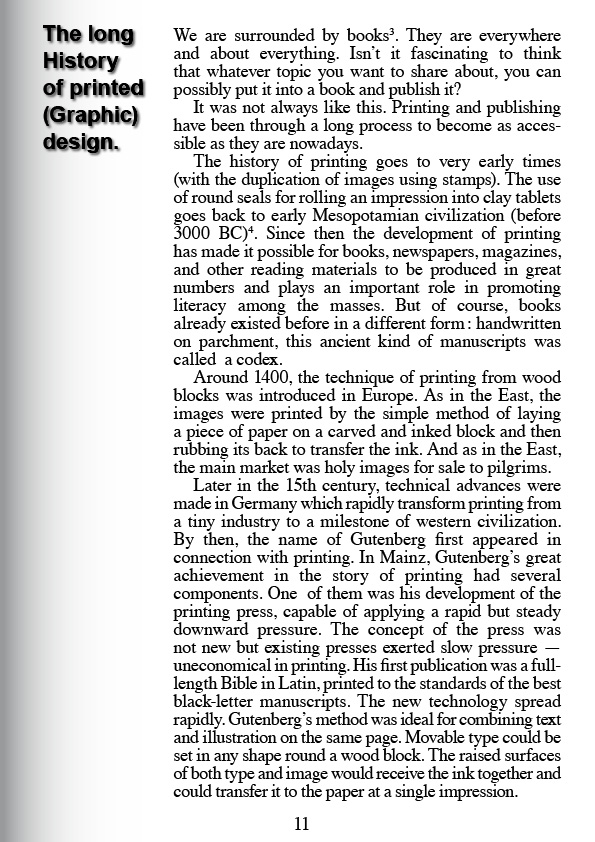 The long
History
of printed
(Graphic)
design.
We are surrounded by books³. They are everywhere
and about everything. Isn’t it fascinating to think
that whatever topic you want to share about, you can
possibly put it into a book and publish it?
It was not always like this. Printing and publishing
have been through a long process to become as acces-
sible as they are nowadays.
The history of printing goes to very early times
(with the duplication of images using stamps). The use
of round seals for rolling an impression into clay tablets
goes back to early Mesopotamian civilization (before
3000 BC)⁴. Since then the development of printing
has made it possible for books, newspapers, magazines,
and other reading materials to be produced in great
numbers and plays an important role in promoting
literacy among the masses. But of course, books
already existed before in a different form : handwritten
on parchment, this ancient kind of manuscripts was
called a codex.
Around 1400, the technique of printing from wood
blocks was introduced in Europe. As in the East, the
images were printed by the simple method of laying
a piece of paper on a carved and inked block and then
rubbing its back to transfer the ink. And as in the East,
the main market was holy images for sale to pilgrims.
Later in the 15th century, technical advances were
made in Germany which rapidly transform printing from
a tiny industry to a milestone of western civilization.
By then, the name of Gutenberg first appeared in
connection with printing. In Mainz, Gutenberg’s great
achievement in the story of printing had several
components. One of them was his development of the
printing press, capable of applying a rapid but steady
downward pressure. The concept of the press was
not new but existing presses exerted slow pressure —
uneconomical in printing. His first publication was a full-
length Bible in Latin, printed to the standards of the best
black-letter manuscripts. The new technology spread
rapidly. Gutenberg’s method was ideal for combining text
and illustration on the same page. Movable type could be
set in any shape round a wood block. The raised surfaces
of both type and image would receive the ink together and
could transfer it to the paper at a single impression.
11